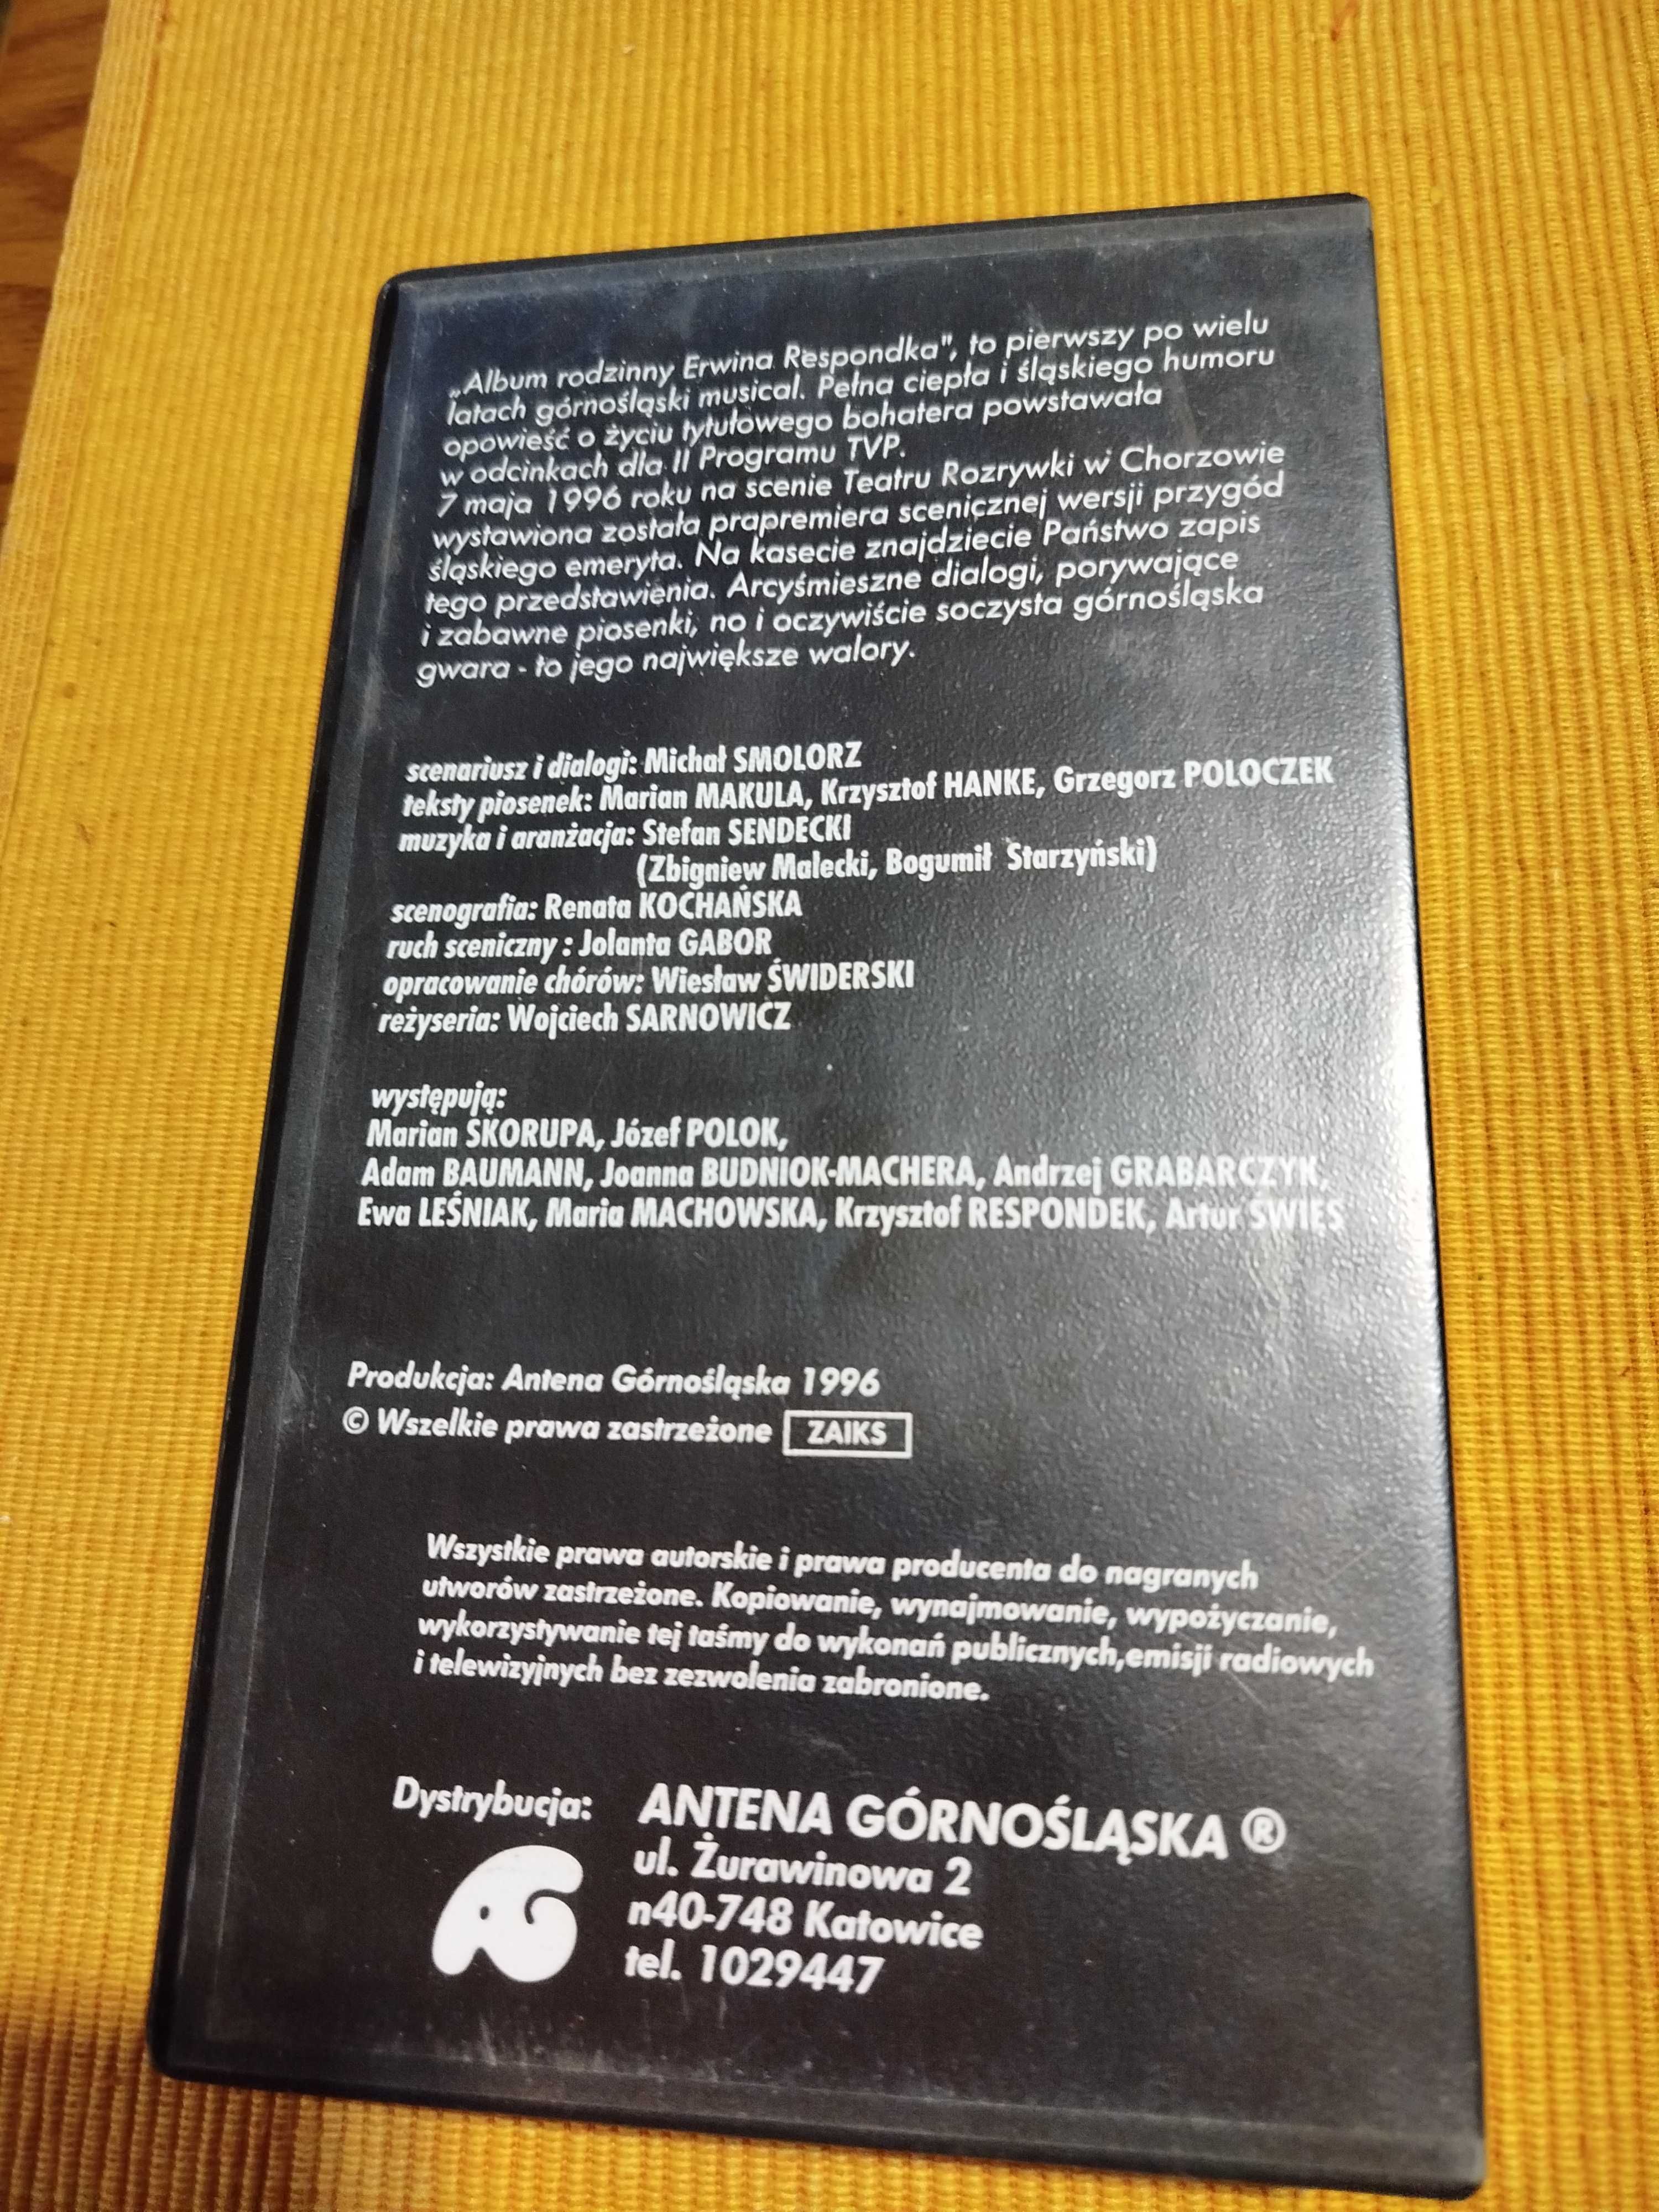 „Album rodzinny Erwina Respondka", to pierwszy po wielu
latach górnośląski musical. Pełna ciepła i śląskiego humoru
opowieść o życiu tytułowego bohatera powstawała
w odcinkach dla II Programu TVP.
7 maja 1996 roku na scenie Teatru Rozrywki w Chorzowie
wystawiona została prapremiera scenicznej wersji przygód
śląskiego emeryta. Na kasecie znajdziecie Państwo zapis
tego przedstawienia. Arcyśmieszne dialogi, porywające
i zabawne piosenki, no i oczywiście soczysta górnośląska
gwara - to jego największe walory.
scenariusz i dialogi: Michał SMOLORZ
teksty piosenek: Marian MAKULA, Krzysztof HANKE, Grzegorz POLOCZEK
muzyka i aranżacja: Stefan SENDECKI
(Zbigniew Malecki, Bogumił Starzyński)
scenografia: Renata KOCHAŃSKA
ruch sceniczny : Jolanta GABOR
opracowanie chórów: Wiesław ŚWIDERSKI
reżyseria: Wojciech SARNOWICZ
występują:
Marian SKORUPA, Józef POLOK,
Adam BAUMANN, Joanna BUDNIOK-MACHERA, Andrzej GRABARCZYK,
Ewa LEŚNIAK, Maria MACHOWSKA, Krzysztof RESPONDEK, Artur ŚWIĘS
Produkcja: Antena Górnośląska 1996
© Wszelkie prawa zastrzeżone ZAIKS
Wszystkie prawa autorskie i prawa producenta do nagranych
utworów zastrzeżone. Kopiowanie, wynajmowanie, wypożyczanie,
wykorzystywanie tej taśmy do wykonań publicznych,emisji radiowych
i telewizyjnych bez zezwolenia zabronione.
Dystrybucja: ANTENA GÓRNOŚLĄSKA ®
ul. Żurawinowa 2
n40-748 Katowice
tel. 1029447
AG